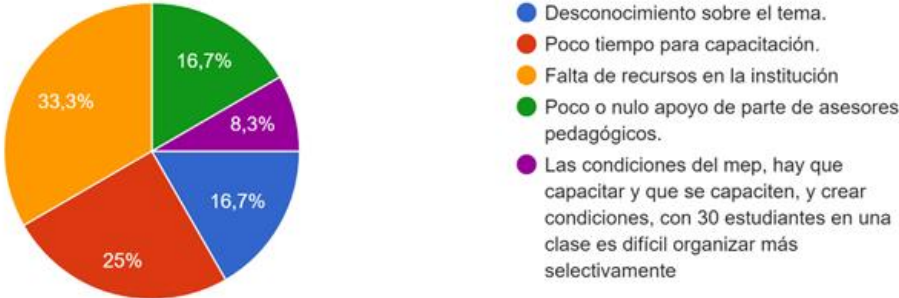 16,7%
8,3%
33,3%
16,7%
25%
Desconocimiento sobre el tema.
Poco tiempo para capacitación.
Falta de recursos en la institución
Poco o nulo apoyo de parte de asesores
pedagógicos.
Las condiciones del mep, hay que
capacitar y que se capaciten, y crear
condiciones, con 30 estudiantes en una
clase es difícil organizar más
selectivamente